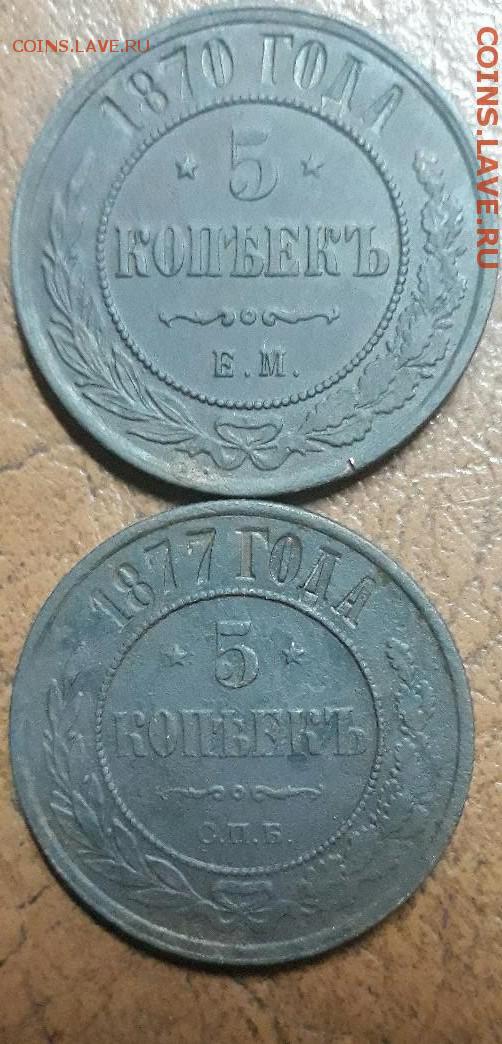 COINS.LAVE.RU
COINS.LAVE.RU
1870 ГОДА
5
КОПѢЕКЪ
Е.М.
1877 ГОДА
5
КОПѢЕКЪ
С.П.Б.